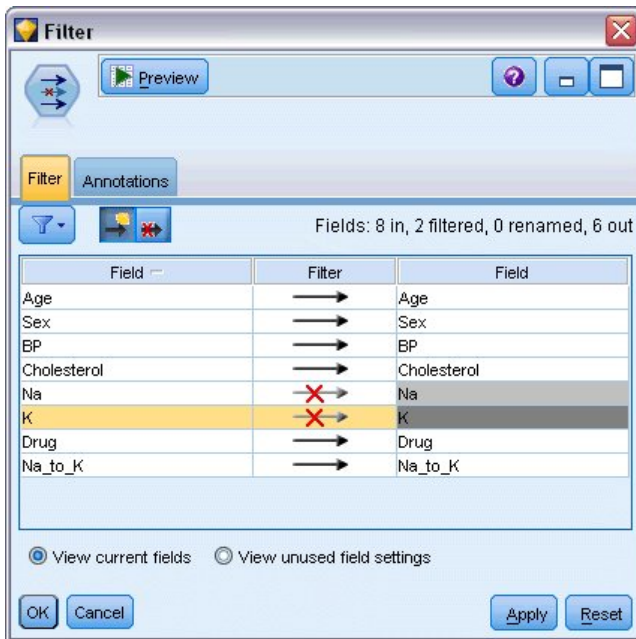 Filter
Preview
Filter Annotations
Fields: 8 in, 2 filtered, 0 renamed, 6 out
Field Filter Field
Age Age
Sex Sex
BP BP
Cholesterol Cholesterol
Na Na
K K
Drug Drug
Na_to_K Na_to_K
View current fields View unused field settings
OK Cancel Apply Reset